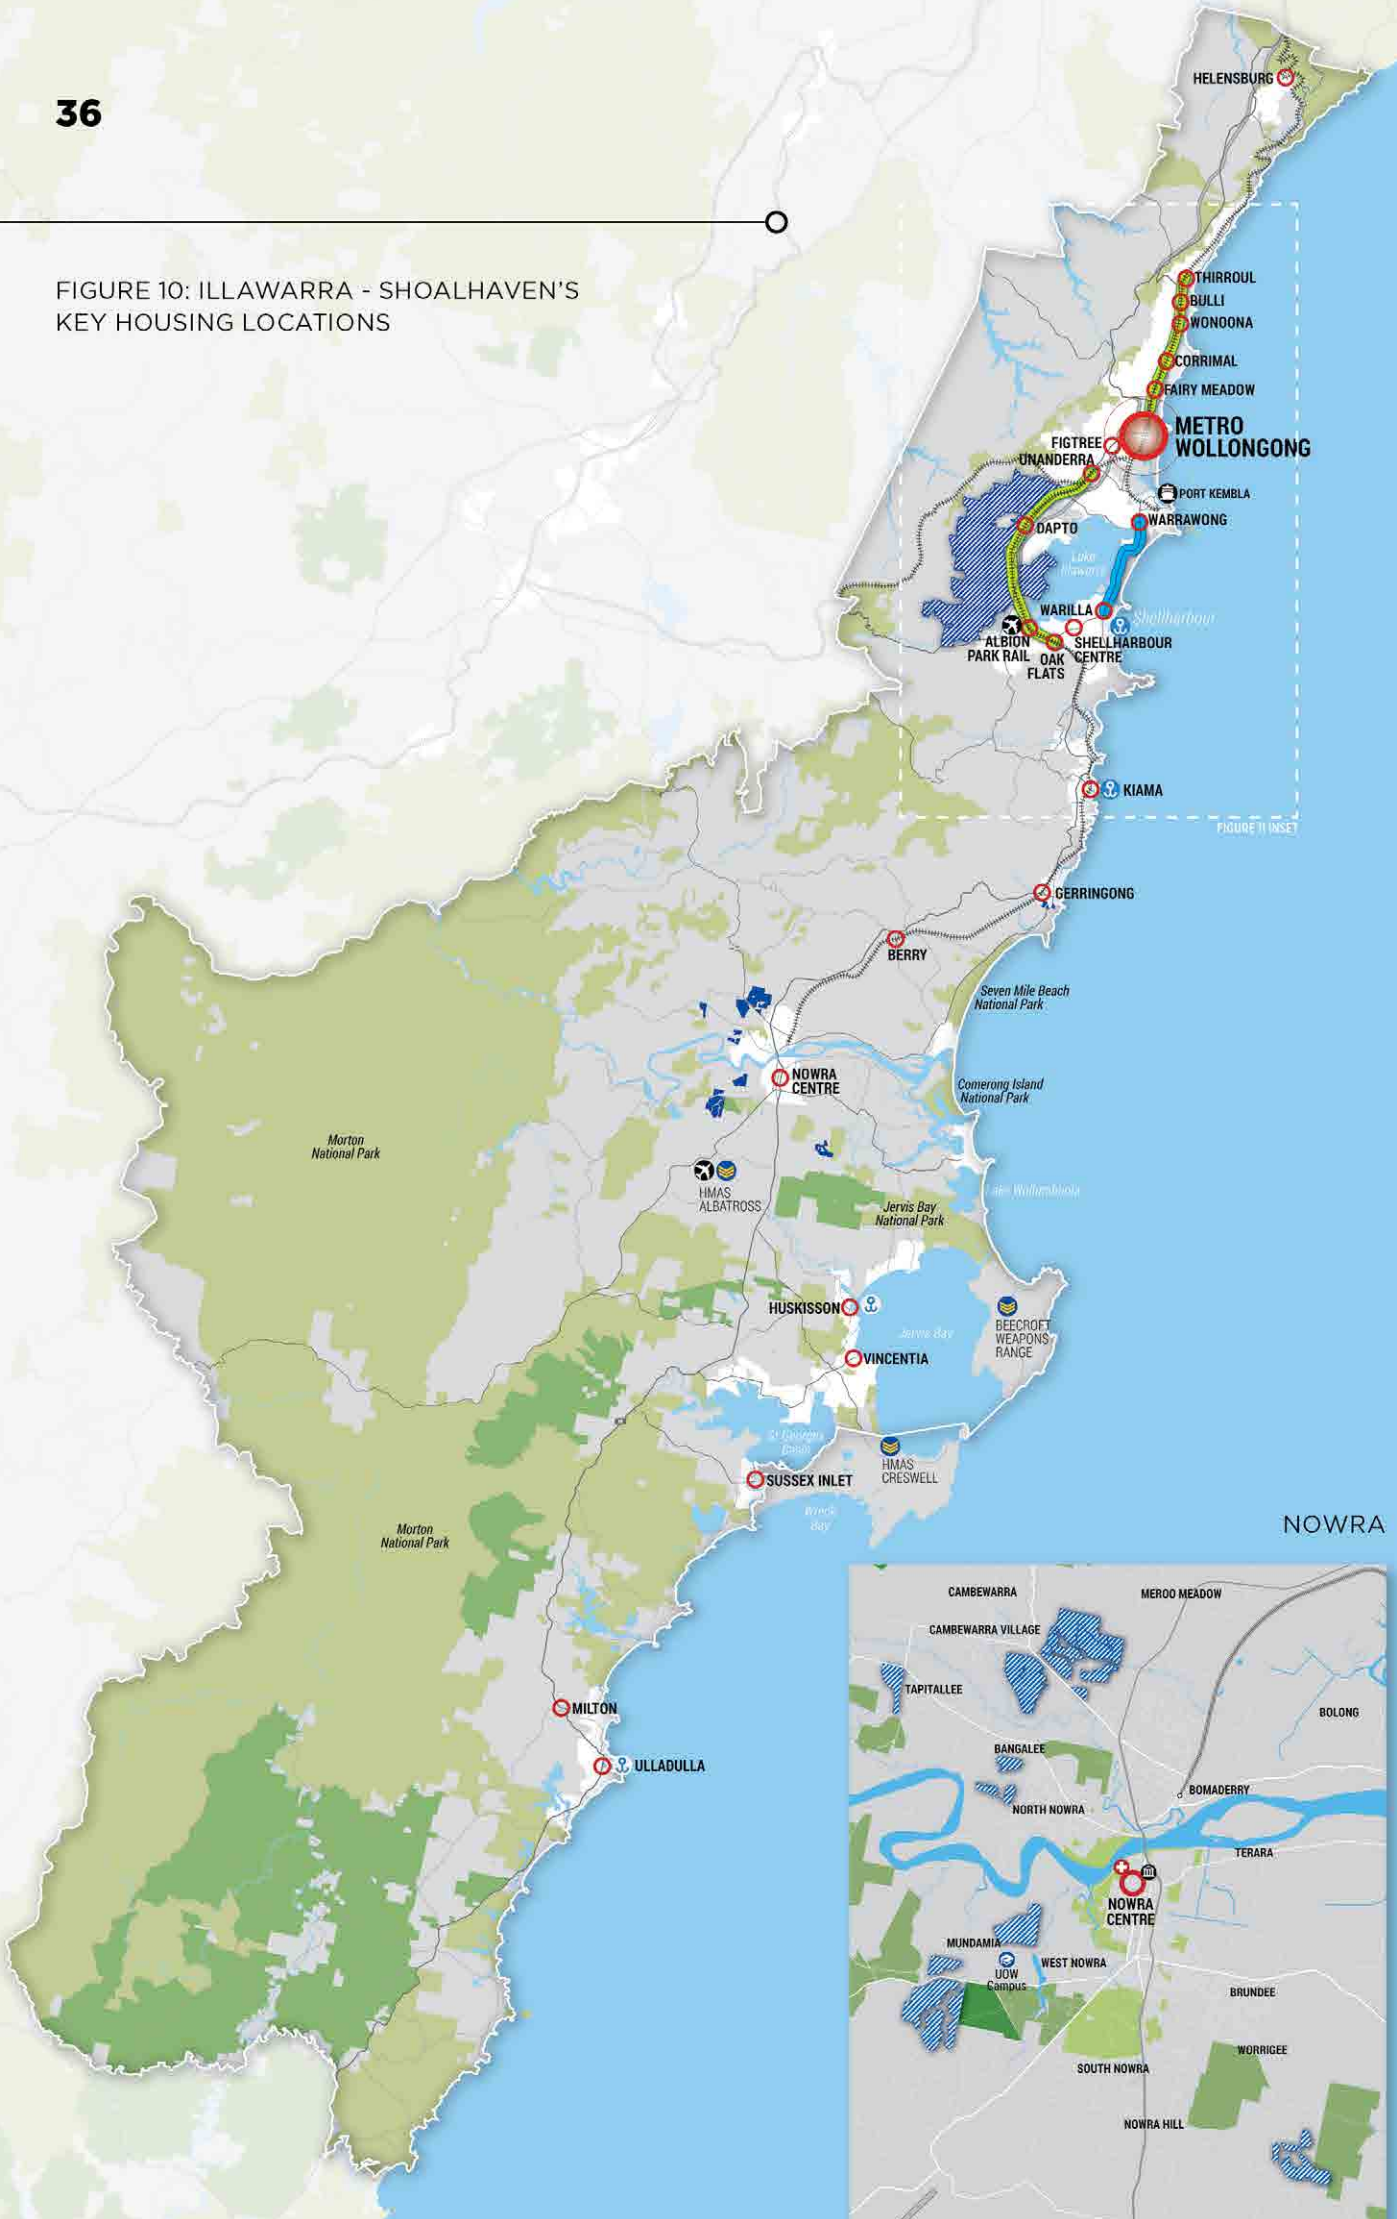 36
FIGURE 10: ILLAWARRA - SHOALHAVEN'S
KEY HOUSING LOCATIONS
HELENSBURG
THIRROUL
BULLI
WONOONA
CORRIMAL
FAIRY MEADOW
METRO
WOLLONGONG
FIGTREE
UNANDERRA
PORT KEMBLA
WARRAWONG
DAPTO
Lake
Illawarra
WARILLA
Shellharbour
ALBION
PARK RAIL
OAK
FLATS
SHELLHARBOUR
CENTRE
KIAMA
FIGURE 11 INSET
GERRINGONG
BERRY
Seven Mile Beach
National Park
NOWRA
CENTRE
Comerong Island
National Park
Morton
National Park
HMAS
ALBATROSS
Lake Wollumboola
Jervis Bay
National Park
HUSKISSON
BEECROFT
WEAPONS
RANGE
Jervis Bay
VINCENTIA
St Georges
Basin
HMAS
CRESWELL
SUSSEX INLET
Wreck
Bay
Morton
National Park
MILTON
ULLADULLA
NOWRA
CAMBEWARRA
MEROO MEADOW
CAMBEWARRA VILLAGE
TAPITALLEE
BOLONG
BANGALEE
BOMADERRY
NORTH NOWRA
TERARA
NOWRA
CENTRE
MUNDAMIA
WEST NOWRA
UOW
Campus
BRUNDEE
WORRIGEE
SOUTH NOWRA
NOWRA HILL